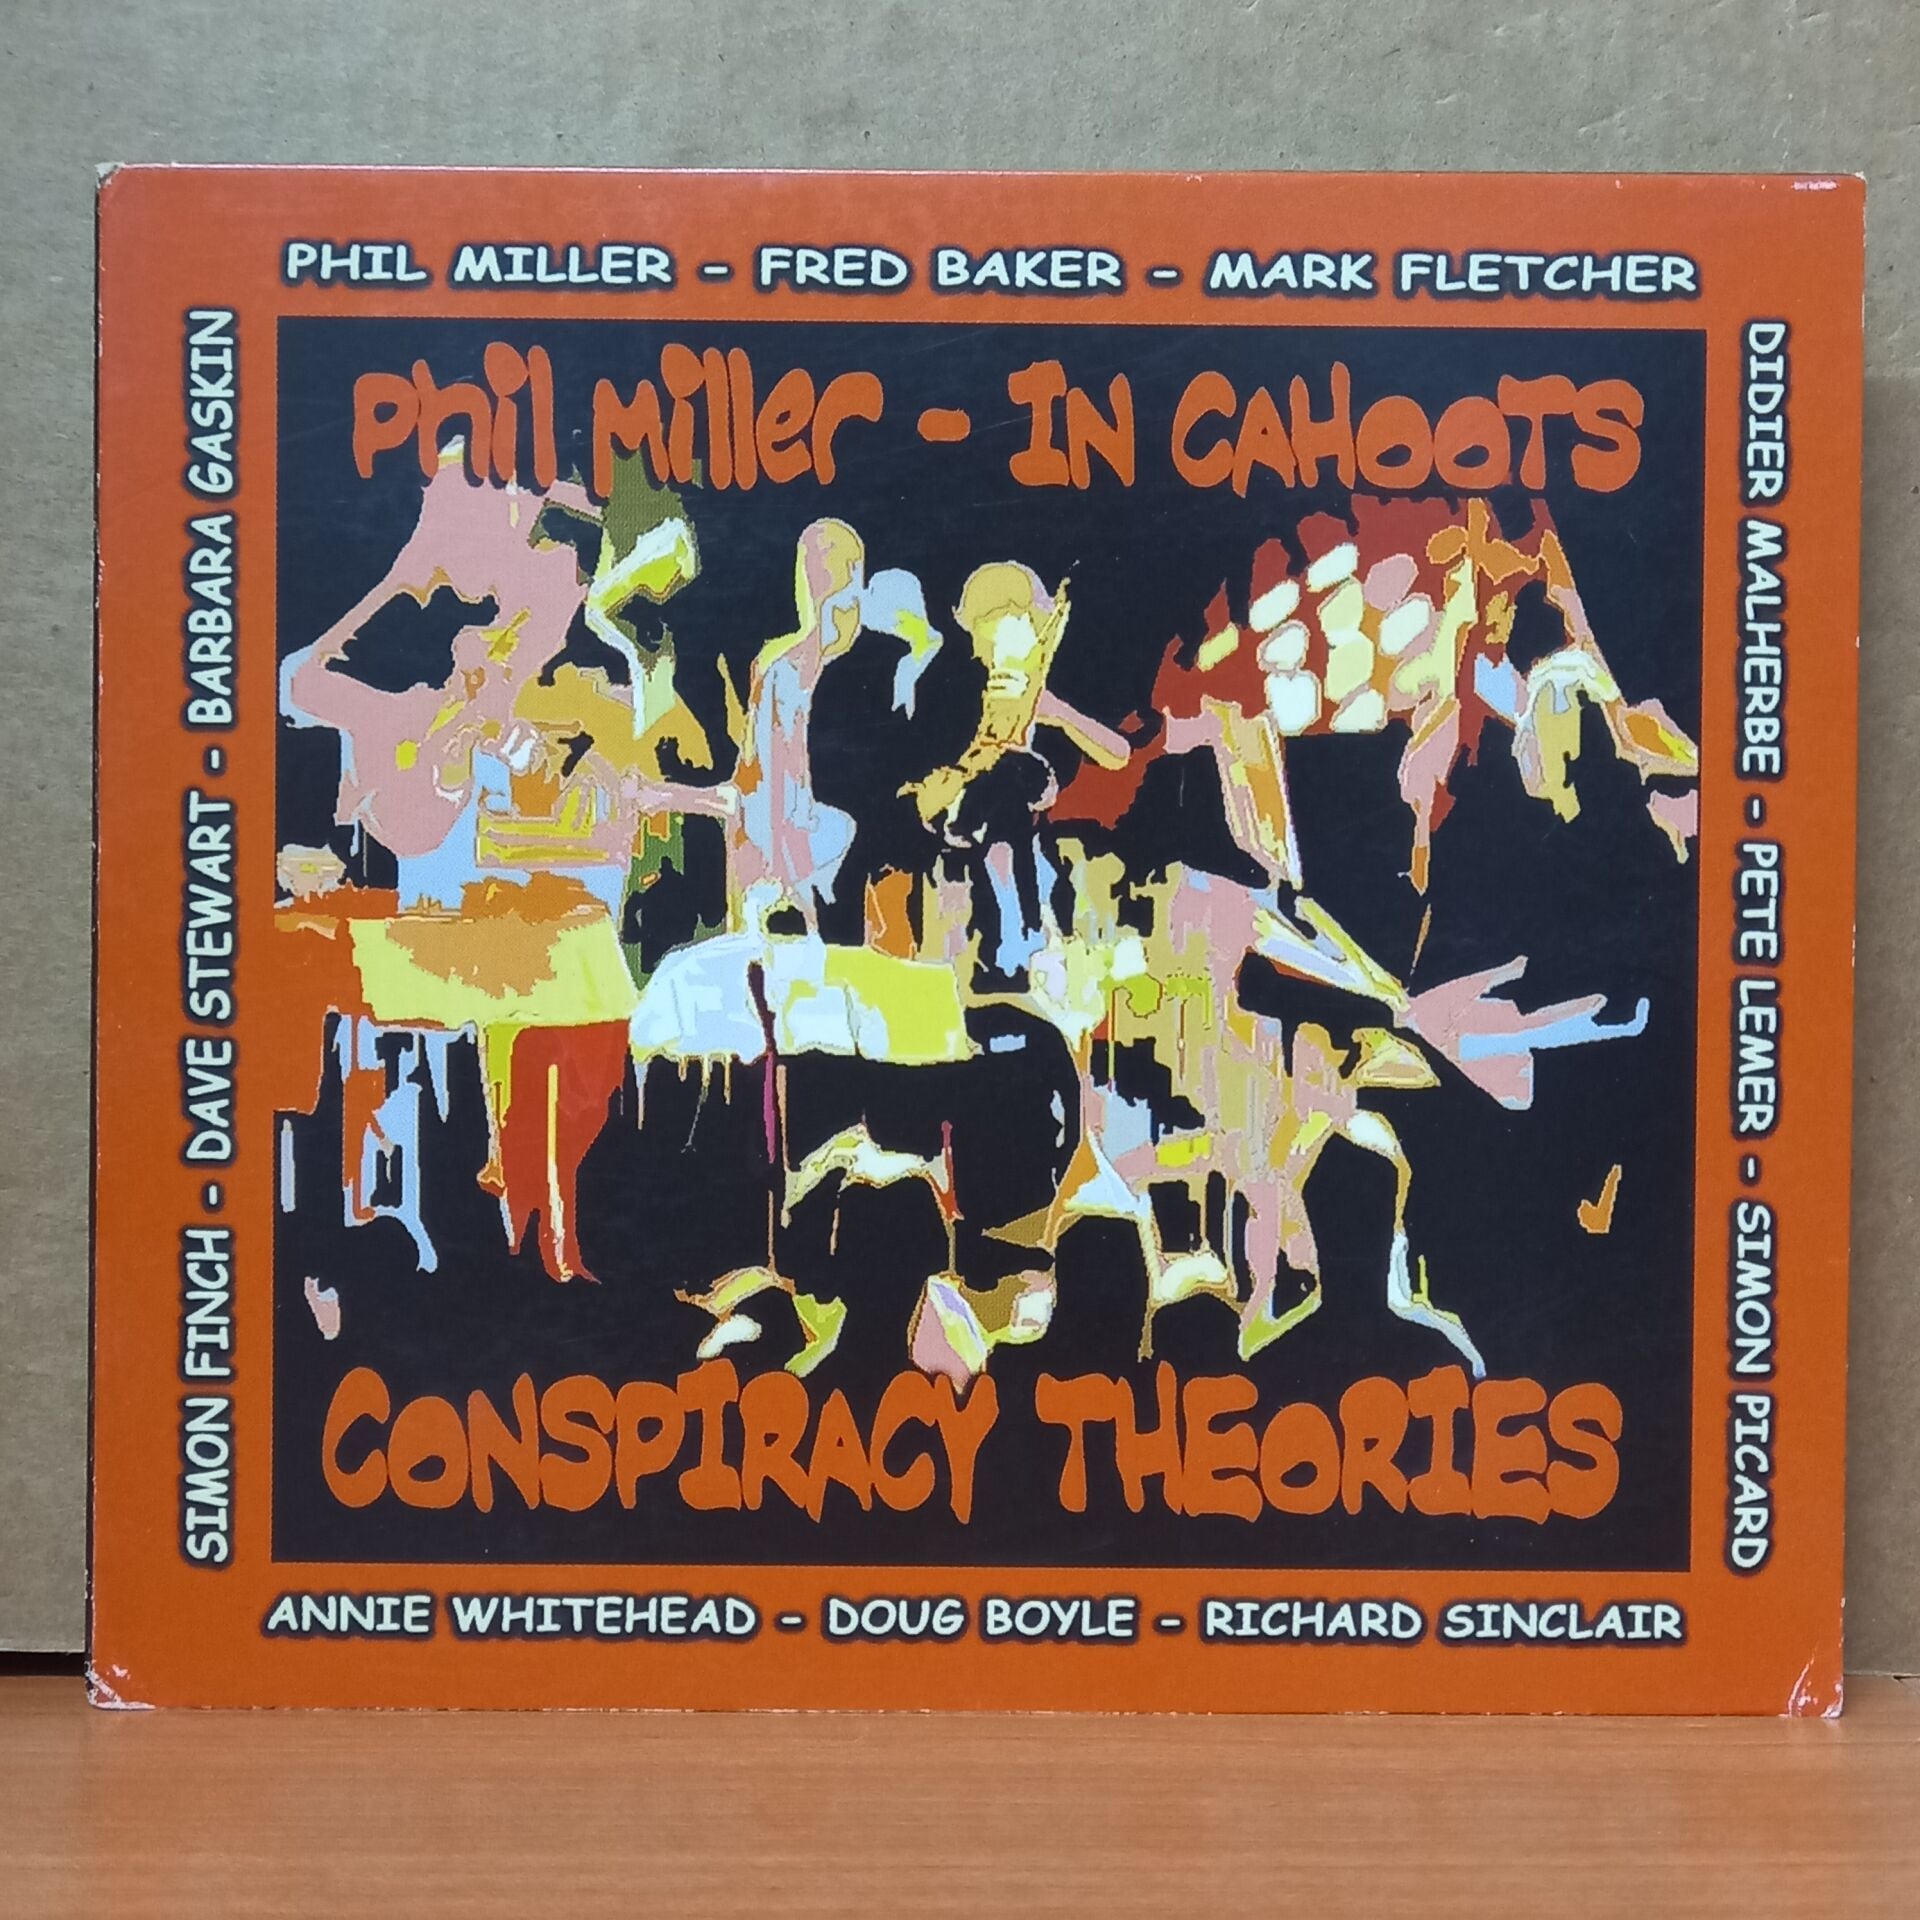 PHIL MILLER - FRED BAKER - MARK FLETCHER
DIDIER MALHERBE - PETE LEMER - SIMON PICARD
Phil Miller - IN CAHOOTS
CONSPIRACY THEORIES
SIMON FINCH - DAVE STEWART - BARBARA GASKIN
ANNIE WHITEHEAD - DOUG BOYLE - RICHARD SINCLAIR